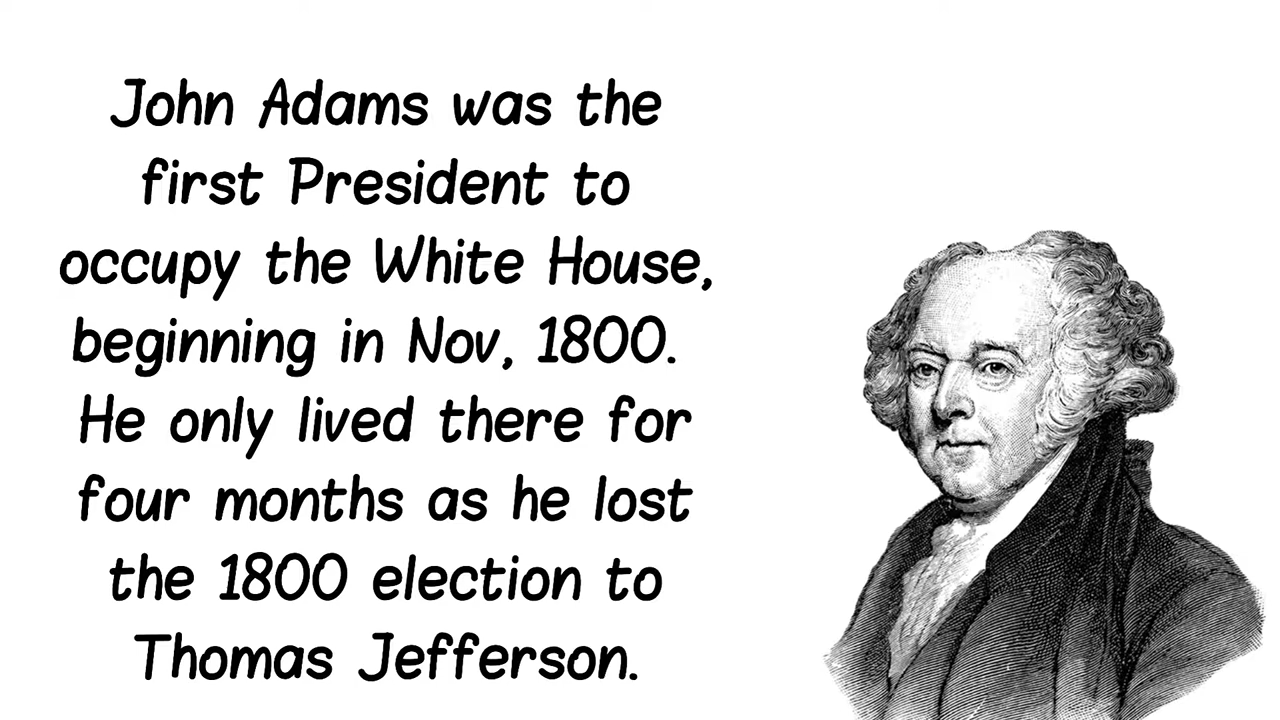 John Adams was the
first President to
occupy the White House,
beginning in Nov, 1800.
He only lived there for
four months as he lost
the 1800 election to
Thomas Jefferson.